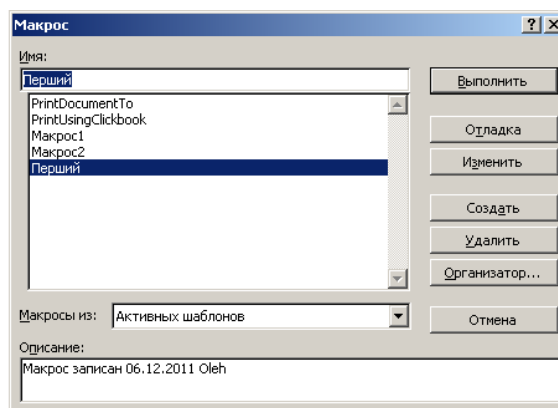 Макрос
Имя:
Перший
Выполнить
PrintDocumentTo
PrintUsingClickbook
Макрос1
Макрос2
Перший
Отладка
Изменить
Создать
Удалить
Организатор...
Макросы из: Активных шаблонов
Отмена
Описание:
Макрос записан 06.12.2011 Oleh